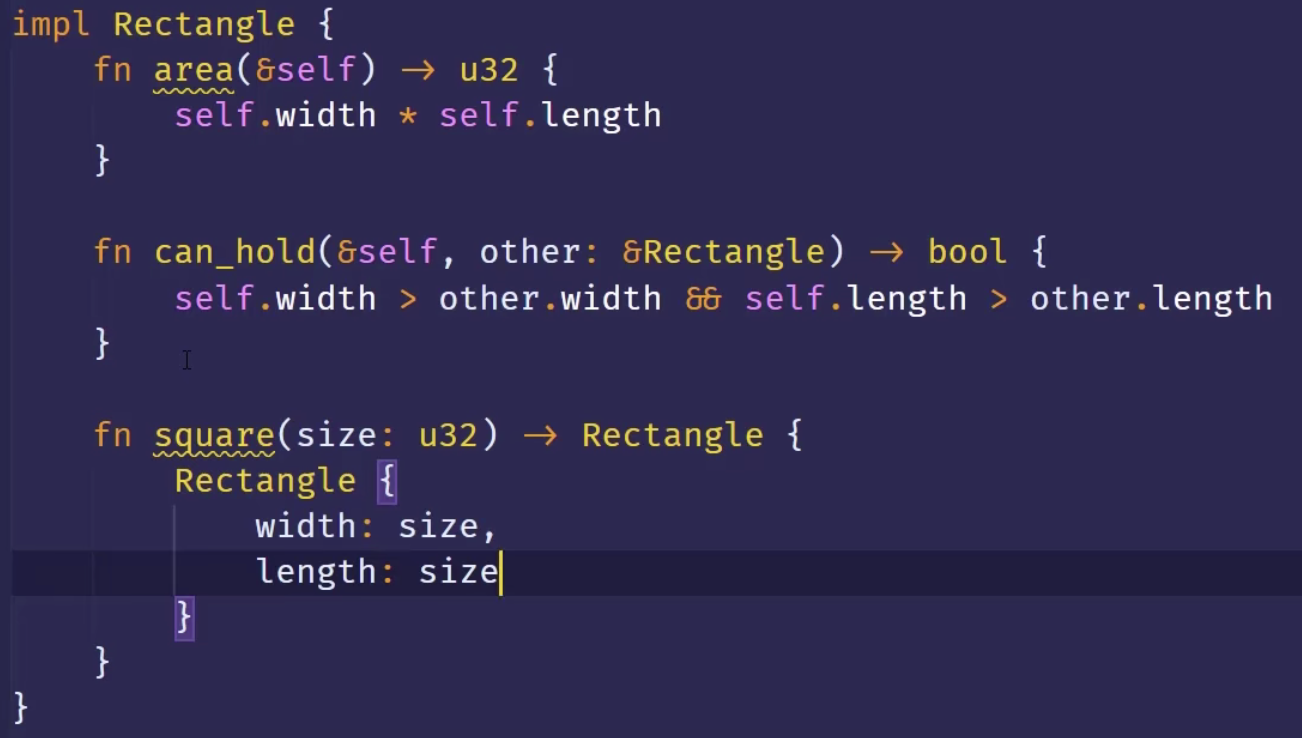 impl Rectangle {
    fn area(&self) -> u32 {
        self.width * self.length
    }

    fn can_hold(&self, other: &Rectangle) -> bool {
        self.width > other.width && self.length > other.length
    }

    fn square(size: u32) -> Rectangle {
        Rectangle {
            width: size,
            length: size
        }
    }
}